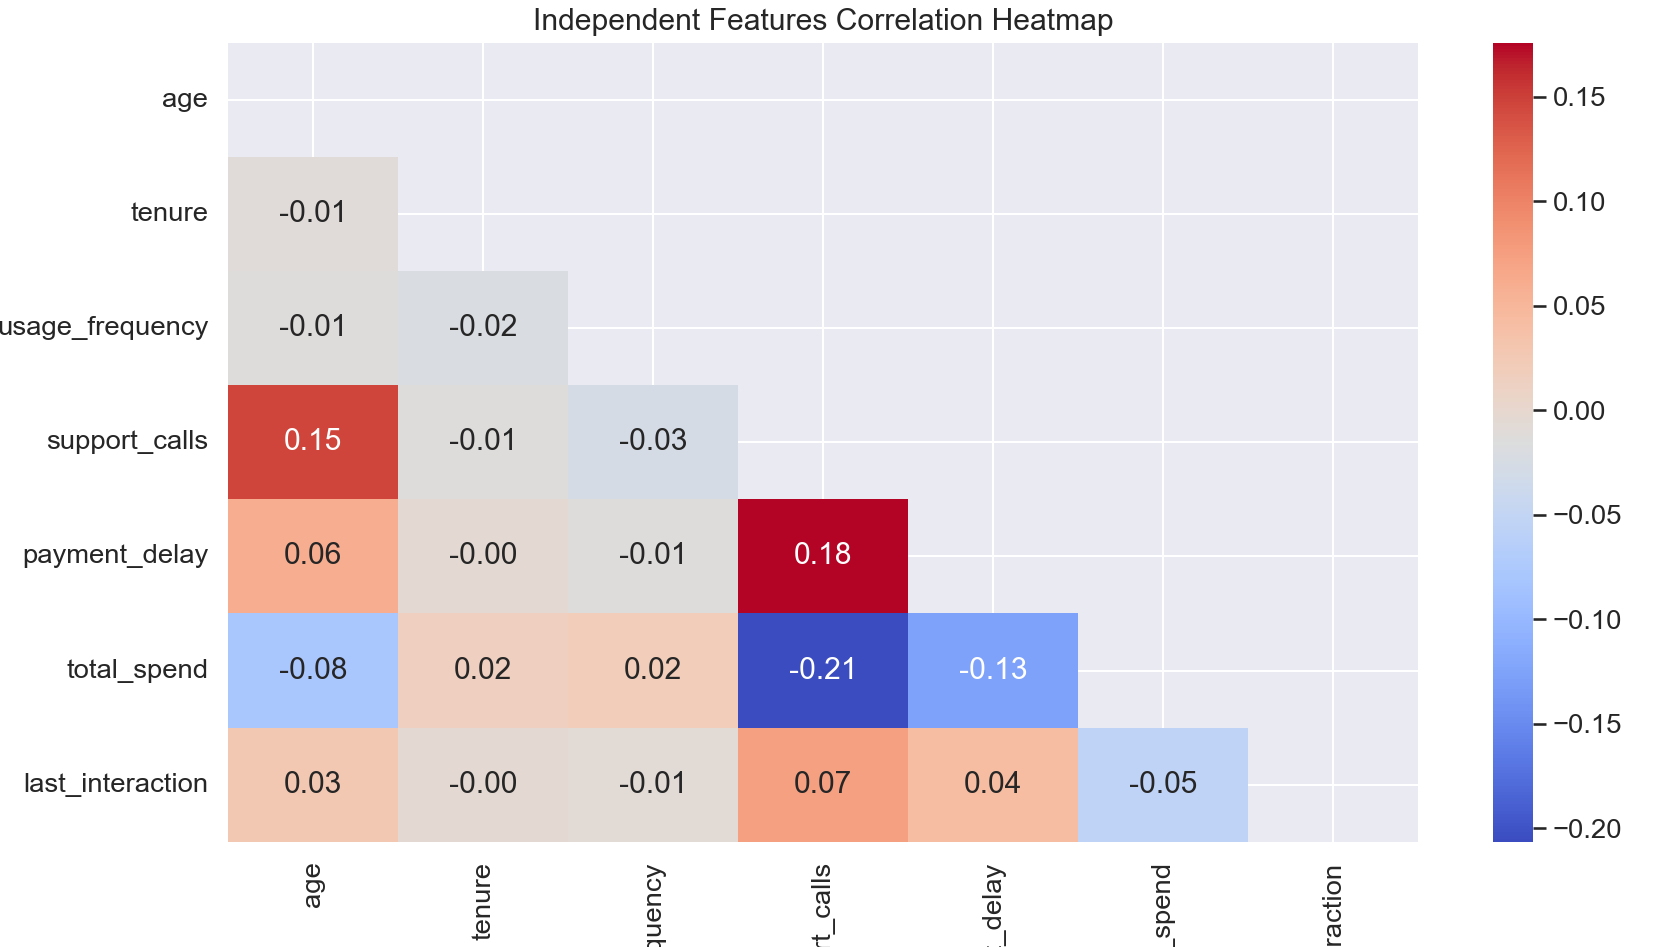 Independent Features Correlation Heatmap
age
tenure
-0.01
usage_frequency
-0.01 -0.02
support_calls
0.15 -0.01 -0.03
payment_delay
0.06 -0.00 -0.01 0.18
total_spend
-0.08 0.02 0.02 -0.21 -0.13
last_interaction
0.03 -0.00 -0.01 0.07 0.04 -0.05
age
tenure
quency
rt_calls
_delay
_spend
raction
0.15
0.10
0.05
0.00
−0.05
−0.10
−0.15
−0.20